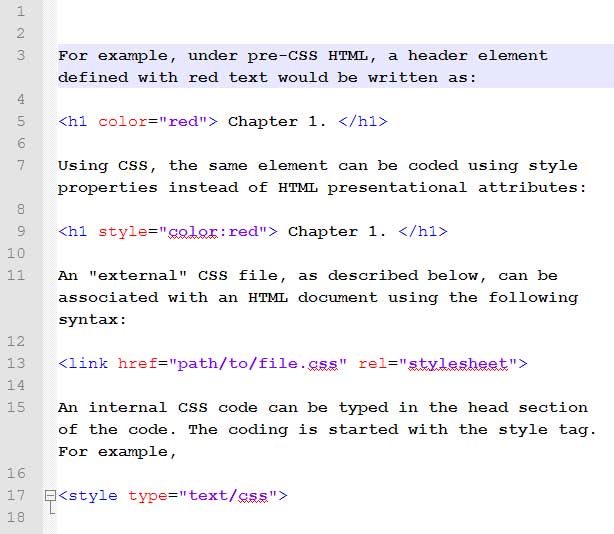 1
2
3 For example, under pre-CSS HTML, a header element
defined with red text would be written as:
4
5 <h1 color="red"> Chapter 1. </h1>
6
7 Using CSS, the same element can be coded using style
properties instead of HTML presentational attributes:
8
9 <h1 style="color:red"> Chapter 1. </h1>
10
11 An "external" CSS file, as described below, can be
associated with an HTML document using the following
syntax:
12
13 <link href="path/to/file.css" rel="stylesheet">
14
15 An internal CSS code can be typed in the head section
of the code. The coding is started with the style tag.
For example,
16
17 <style type="text/css">
18